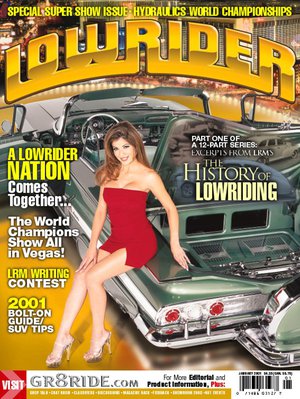 SPECIAL SUPER SHOW ISSUE: HYDRAULICS WORLD CHAMPIONSHIPS
LOWRIDER
PART ONE OF
A 12-PART SERIES:
EXCERPTS FROM LRM'S
THE HISTORY OF
LOWRIDING
A LOWRIDER
NATION
Comes
Together...
The World
Champions
Show All
in Vegas!
LRM WRITING
CONTEST
2001
BOLT-ON
GUIDE/
SUV TIPS
VISIT
GR8RIDE.COM
For More Editorial and
Product Information, Plus: